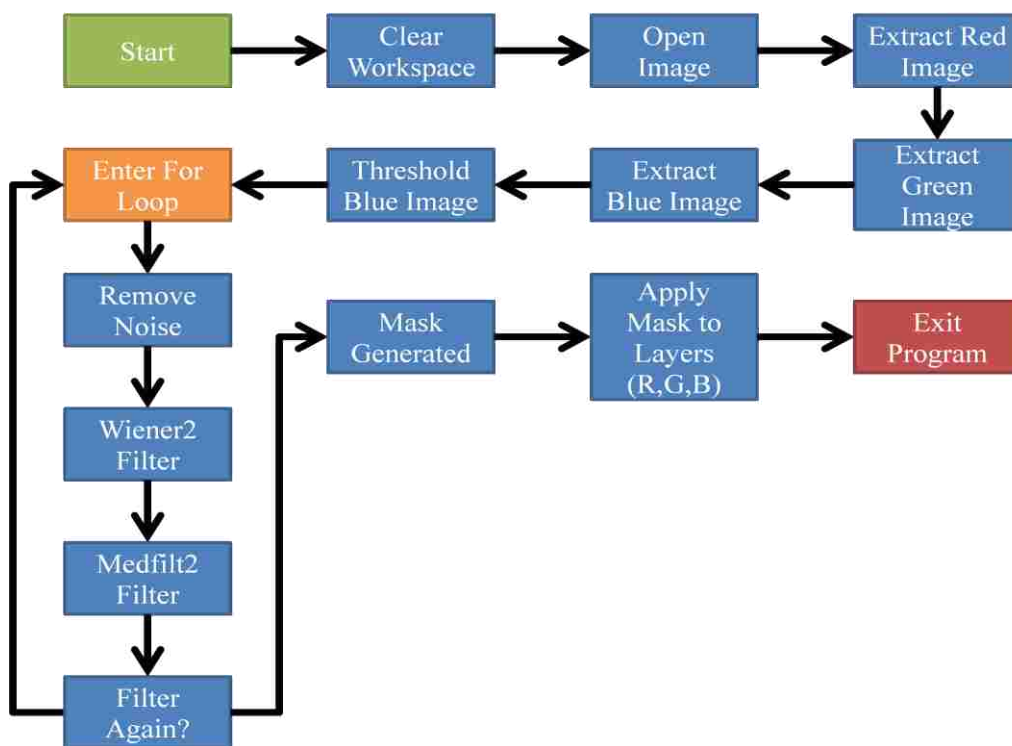 Start
Clear
Workspace
Open
Image
Extract Red
Image
Enter For
Loop
Threshold
Blue Image
Extract
Blue Image
Extract
Green
Image
Remove
Noise
Mask
Generated
Apply
Mask to
Layers
(R,G,B)
Exit
Program
Wiener2
Filter
Medfilt2
Filter
Filter
Again?